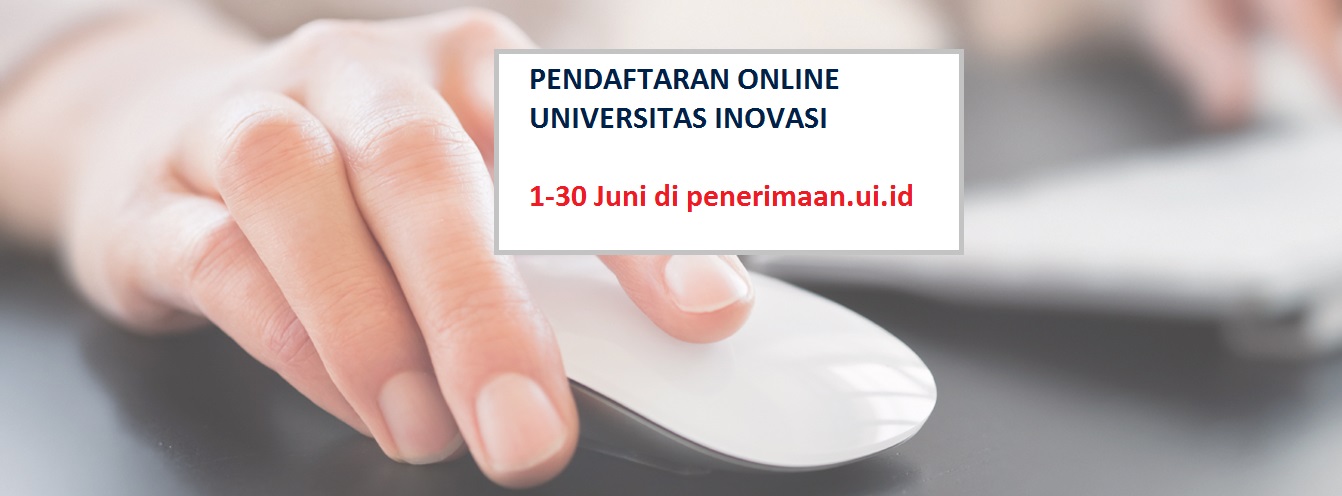 PENDAFTARAN ONLINE
UNIVERSITAS INOVASI
1-30 Juni di penerimaan.ui.id